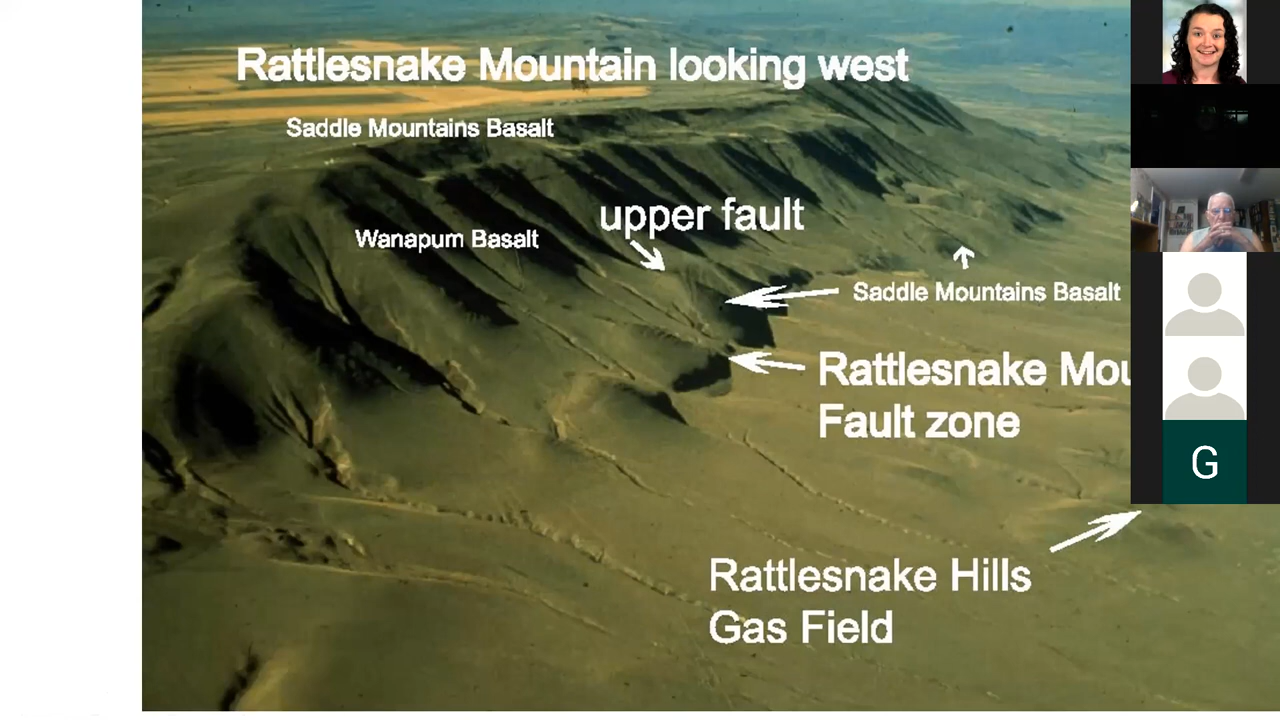 Rattlesnake Mountain looking west
Saddle Mountains Basalt
upper fault
Wanapum Basalt
Saddle Mountains Basalt
Rattlesnake Mou
Fault zone
G
Rattlesnake Hills
Gas Field